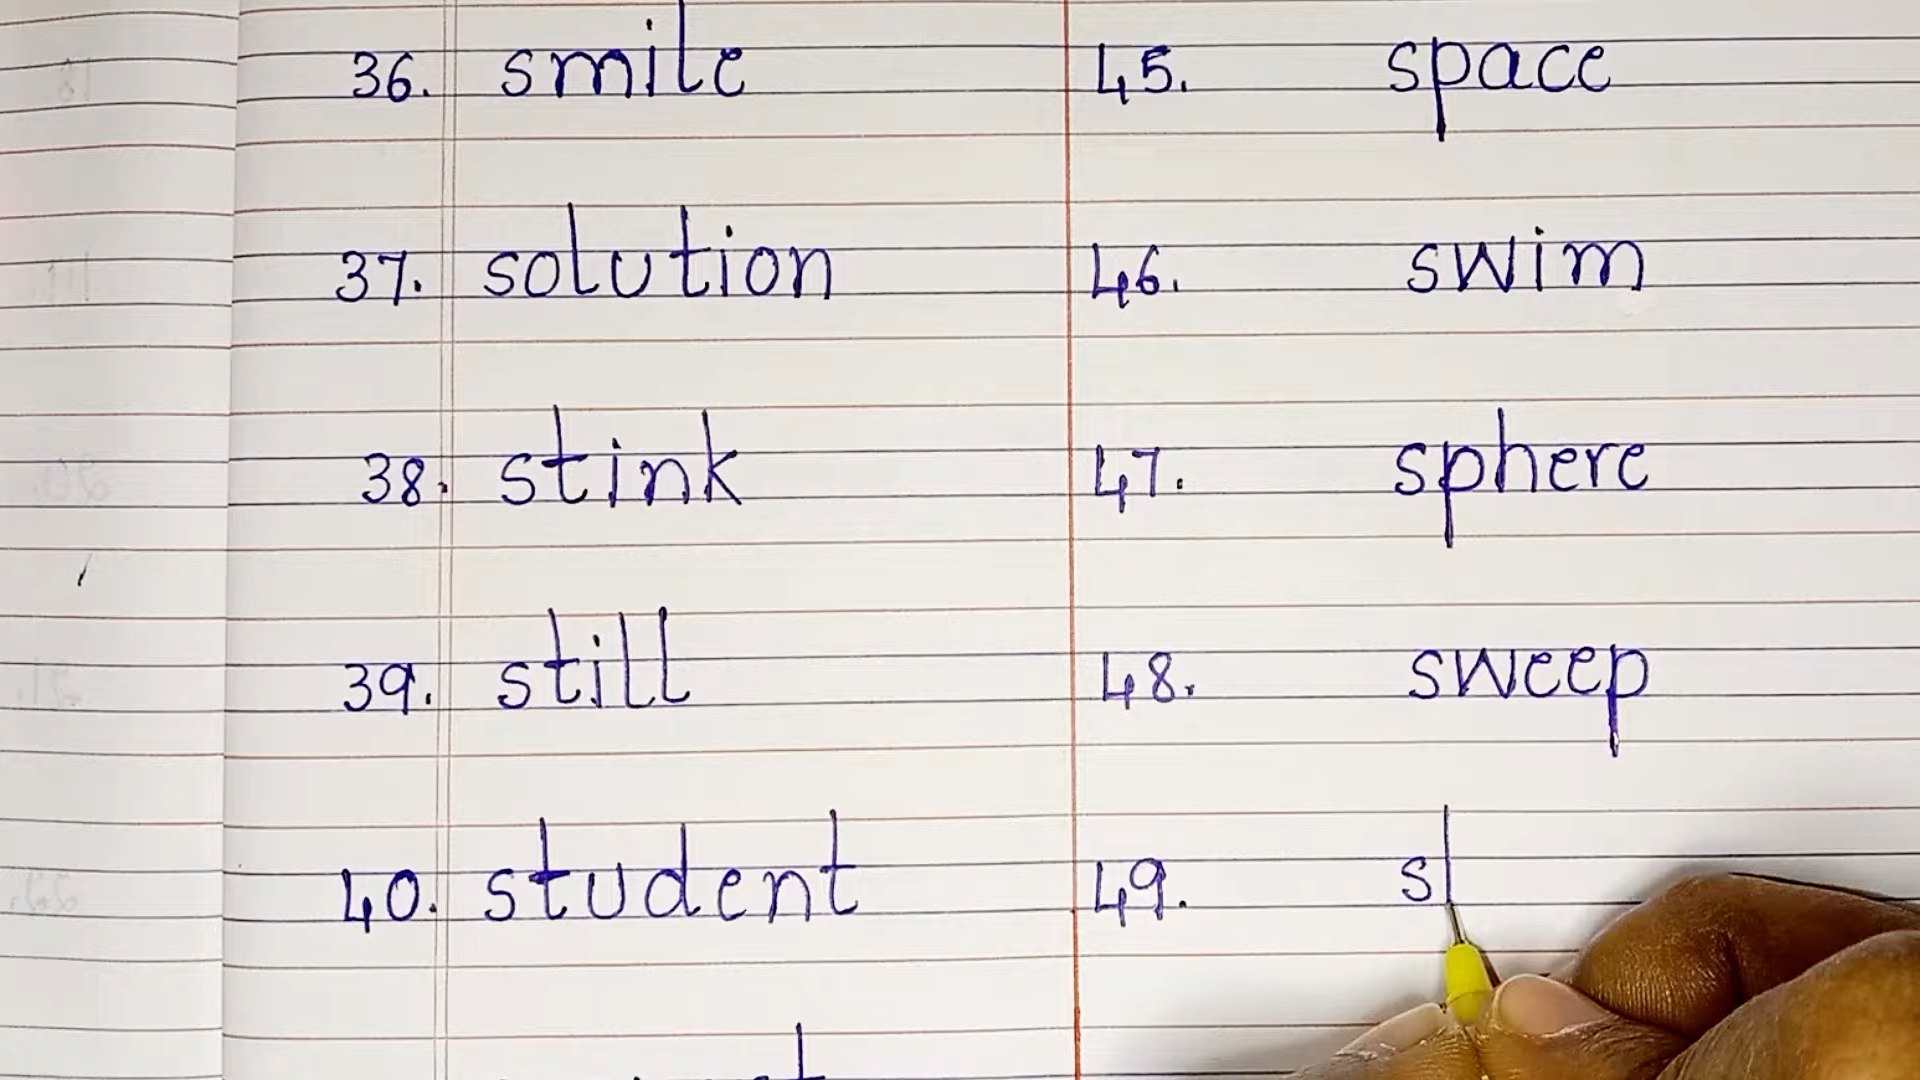 36. smile
37. solution
38. stink
39. still
40. student
45. space
46. swim
47. sphere
48. sweep
49. sl